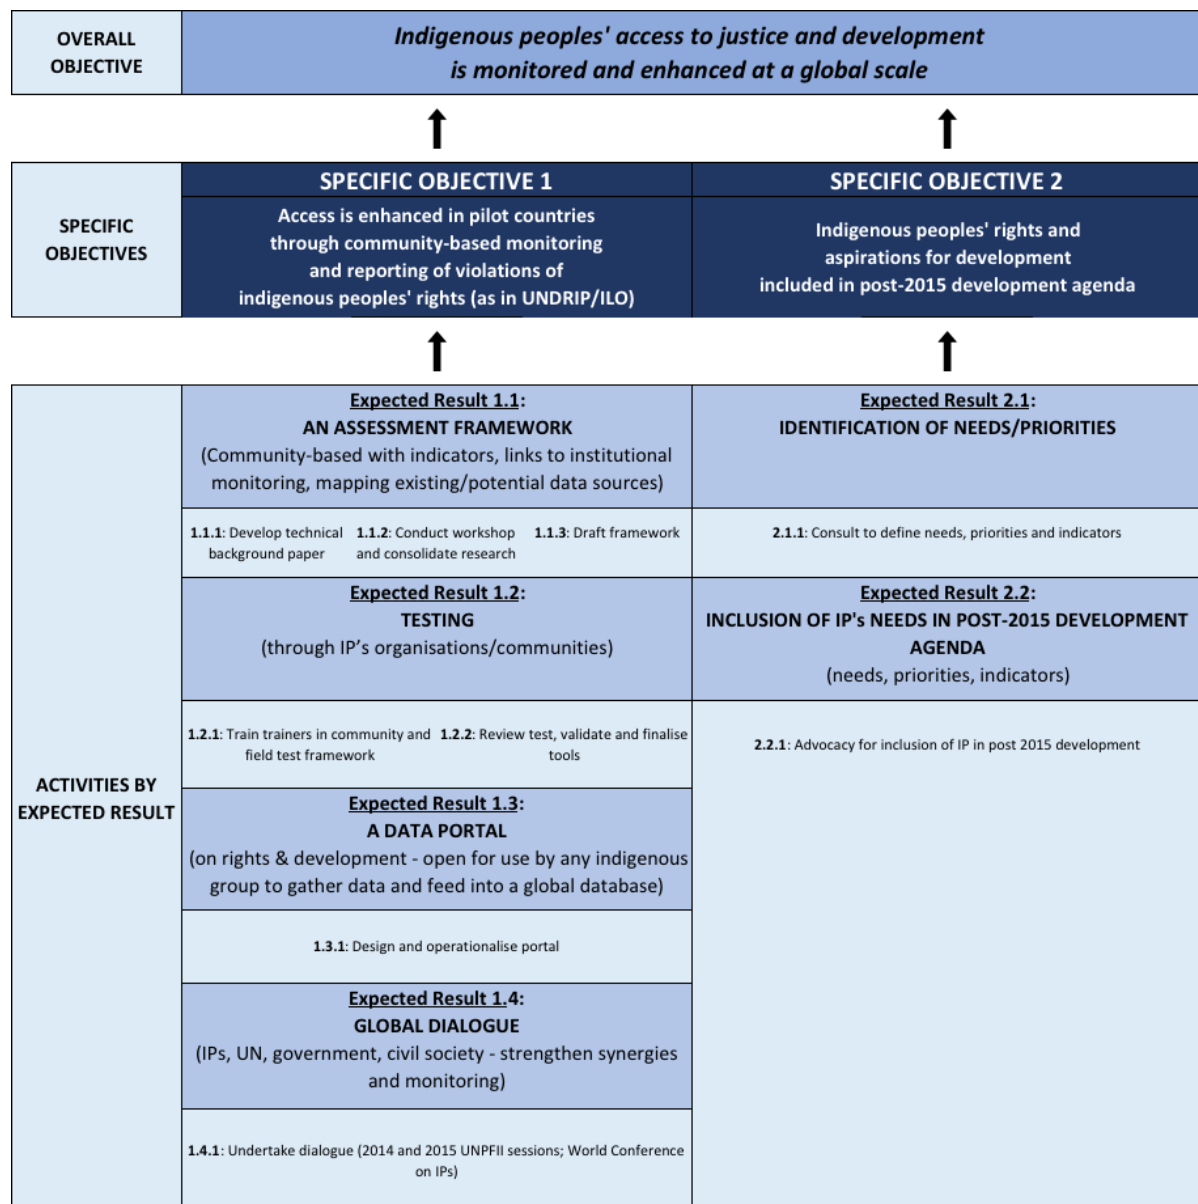 OVERALL
OBJECTIVE
Indigenous peoples' access to justice and development
is monitored and enhanced at a global scale
SPECIFIC
OBJECTIVES
SPECIFIC OBJECTIVE 1
Access is enhanced in pilot countries
through community-based monitoring
and reporting of violations of
indigenous peoples' rights (as in UNDRIP/ILO)
SPECIFIC OBJECTIVE 2
Indigenous peoples' rights and
aspirations for development
included in post-2015 development agenda
ACTIVITIES BY
EXPECTED RESULT
Expected Result 1.1:
AN ASSESSMENT FRAMEWORK
(Community-based with indicators, links to institutional
monitoring, mapping existing/potential data sources)
1.1.1: Develop technical
background paper
1.1.2: Conduct workshop
and consolidate research
1.1.3: Draft framework
Expected Result 1.2:
TESTING
(through IP’s organisations/communities)
1.2.1: Train trainers in community and
field test framework
1.2.2: Review test, validate and finalise
tools
Expected Result 1.3:
A DATA PORTAL
(on rights & development - open for use by any indigenous
group to gather data and feed into a global database)
1.3.1: Design and operationalise portal
Expected Result 1.4:
GLOBAL DIALOGUE
(IPs, UN, government, civil society - strengthen synergies
and monitoring)
1.4.1: Undertake dialogue (2014 and 2015 UNPFII sessions; World Conference
on IPs)
Expected Result 2.1:
IDENTIFICATION OF NEEDS/PRIORITIES
2.1.1: Consult to define needs, priorities and indicators
Expected Result 2.2:
INCLUSION OF IP's NEEDS IN POST-2015 DEVELOPMENT
AGENDA
(needs, priorities, indicators)
2.2.1: Advocacy for inclusion of IP in post 2015 development